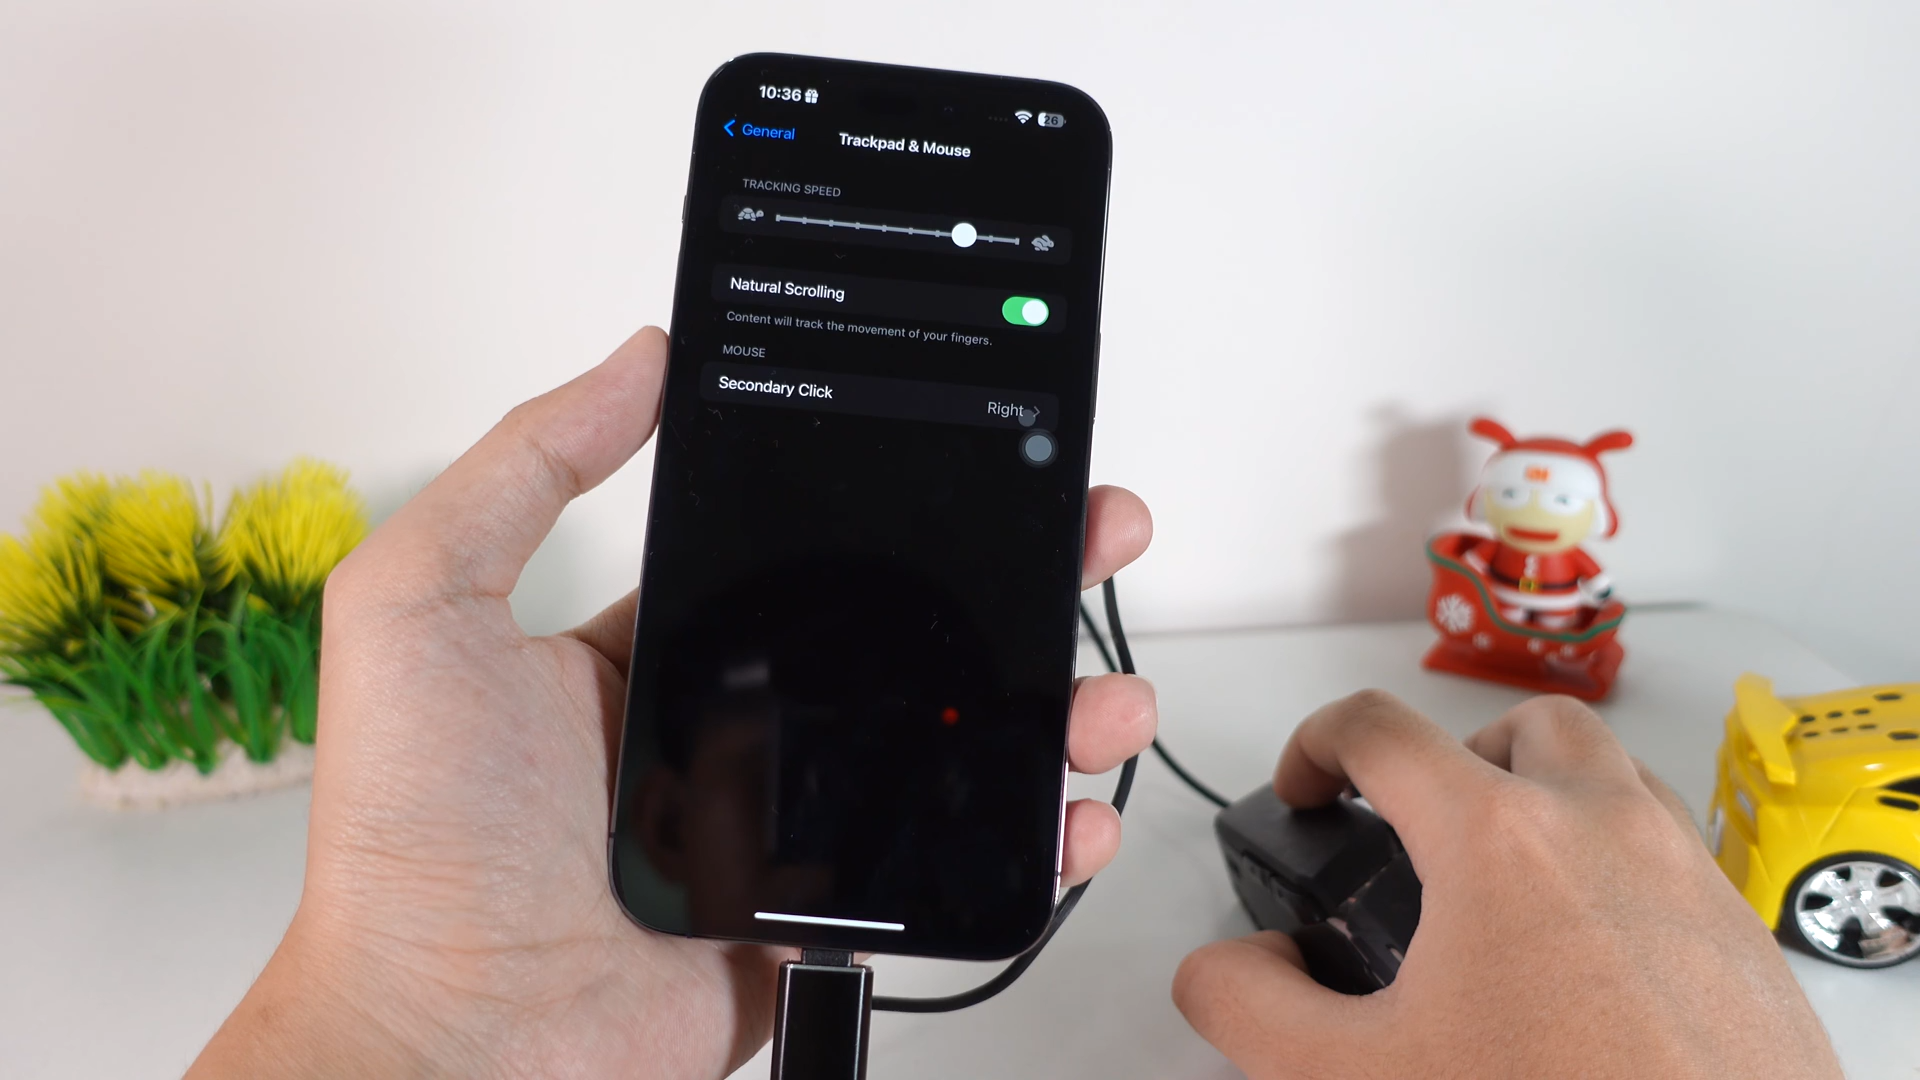 10:36
26
General
Trackpad & Mouse
TRACKING SPEED
Natural Scrolling
Content will track the movement of your fingers.
MOUSE
Secondary Click
Right